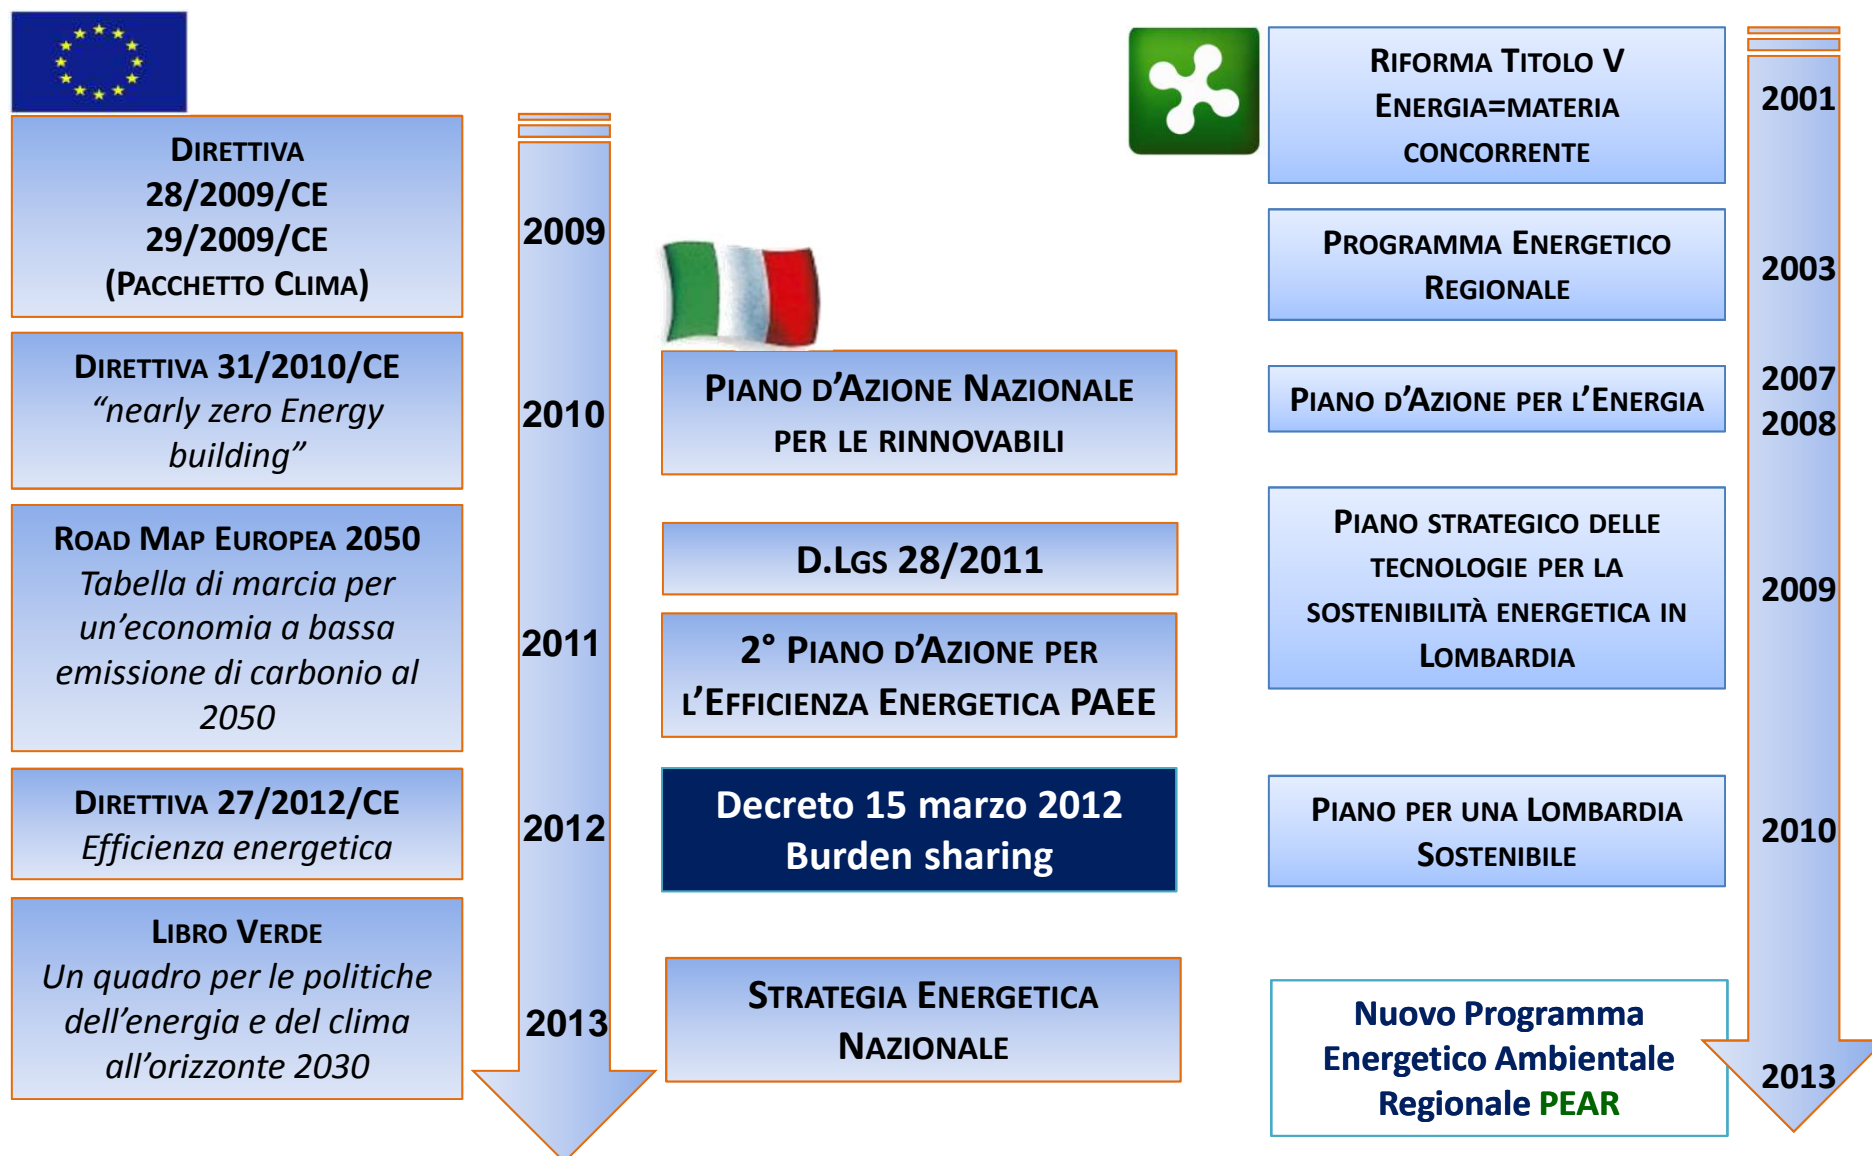 DIRETTIVA
28/2009/CE
29/2009/CE
(PACCHETTO CLIMA)
DIRETTIVA 31/2010/CE
“nearly zero Energy
building”
ROAD MAP EUROPEA 2050
Tabella di marcia per
un’economia a bassa
emissione di carbonio al
2050
DIRETTIVA 27/2012/CE
Efficienza energetica
LIBRO VERDE
Un quadro per le politiche
dell’energia e del clima
all’orizzonte 2030
2009
2010
2011
2012
2013
PIANO D’AZIONE NAZIONALE
PER LE RINNOVABILI
D.LGS 28/2011
2° PIANO D’AZIONE PER
L’EFFICIENZA ENERGETICA PAEE
Decreto 15 marzo 2012
Burden sharing
STRATEGIA ENERGETICA
NAZIONALE
RIFORMA TITOLO V
ENERGIA=MATERIA
CONCORRENTE
PROGRAMMA ENERGETICO
REGIONALE
PIANO D’AZIONE PER L’ENERGIA
PIANO STRATEGICO DELLE
TECNOLOGIE PER LA
SOSTENIBILITÀ ENERGETICA IN
LOMBARDIA
PIANO PER UNA LOMBARDIA
SOSTENIBILE
Nuovo Programma
Energetico Ambientale
Regionale PEAR
2001
2003
2007
2008
2009
2010
2013